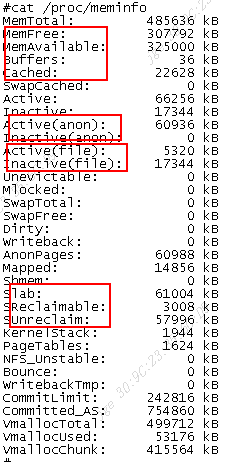 #cat /proc/meminfo
MemTotal: 485636 kB
MemFree: 307792 kB
MemAvailable: 325000 kB
Buffers: 36 kB
Cached: 22628 kB
SwapCached: 0 kB
Active: 66256 kB
Inactive: 17344 kB
Active(anon): 60936 kB
Inactive(anon): 0 kB
Active(file): 5320 kB
Inactive(file): 17344 kB
Unevictable: 0 kB
Mlocked: 0 kB
SwapTotal: 0 kB
SwapFree: 0 kB
Dirty: 0 kB
Writeback: 0 kB
AnonPages: 60988 kB
Mapped: 14856 kB
Shmem: 0 kB
Slab: 61004 kB
SReclaimable: 3008 kB
SUnreclaim: 57996 kB
KernelStack: 1944 kB
PageTables: 1624 kB
NFS_Unstable: 0 kB
Bounce: 0 kB
WritebackTmp: 0 kB
CommitLimit: 242816 kB
Committed_AS: 754860 kB
VmallocTotal: 499712 kB
VmallocUsed: 53176 kB
VmallocChunk: 415564 kB
#